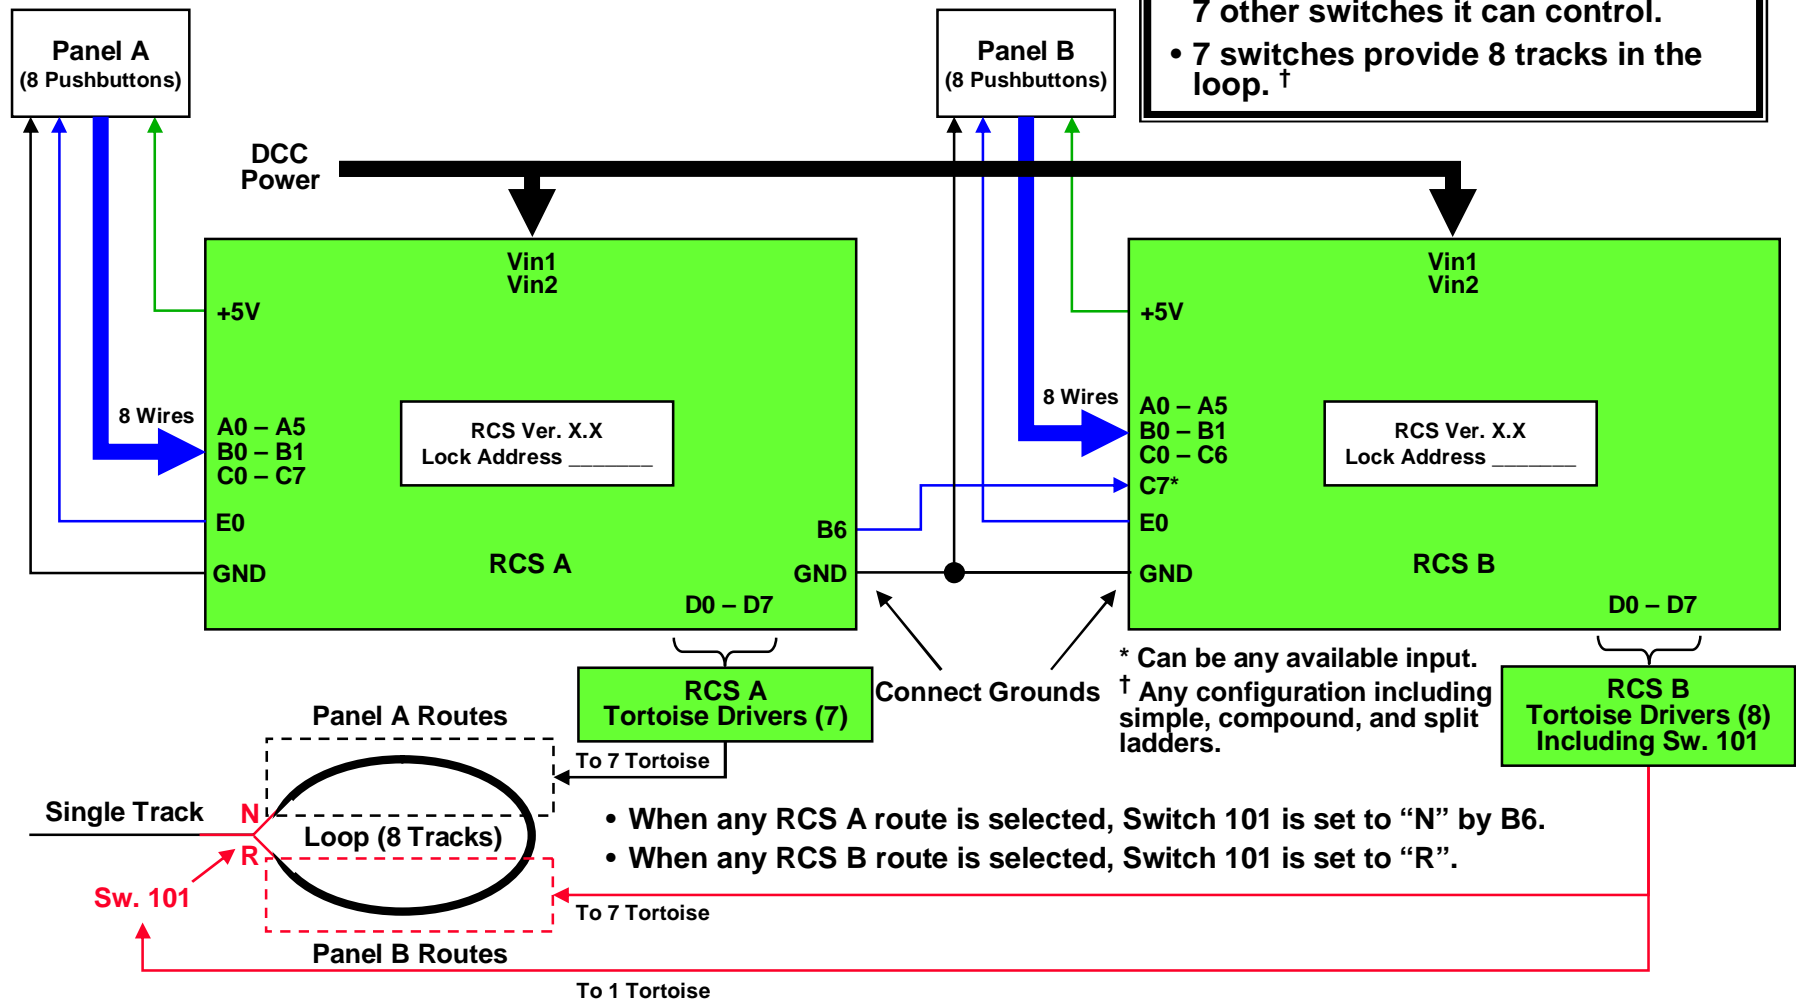 7 other switches it can control.
• 7 switches provide 8 tracks in the
loop. †
Panel A
(8 Pushbuttons)
Panel B
(8 Pushbuttons)
DCC
Power
Vin1
Vin2
+5V
8 Wires
A0 – A5
B0 – B1
C0 – C7
RCS Ver. X.X
Lock Address _______
E0
B6
RCS A
GND
GND
D0 – D7
Vin1
Vin2
+5V
8 Wires
A0 – A5
B0 – B1
C0 – C6
C7*
RCS Ver. X.X
Lock Address _______
E0
RCS B
GND
D0 – D7
RCS A
Tortoise Drivers (7)
Connect Grounds
* Can be any available input.
† Any configuration including
simple, compound, and split
ladders.
RCS B
Tortoise Drivers (8)
Including Sw. 101
Panel A Routes
To 7 Tortoise
Single Track
N
Loop (8 Tracks)
R
Sw. 101
• When any RCS A route is selected, Switch 101 is set to “N” by B6.
• When any RCS B route is selected, Switch 101 is set to “R”.
To 7 Tortoise
Panel B Routes
To 1 Tortoise